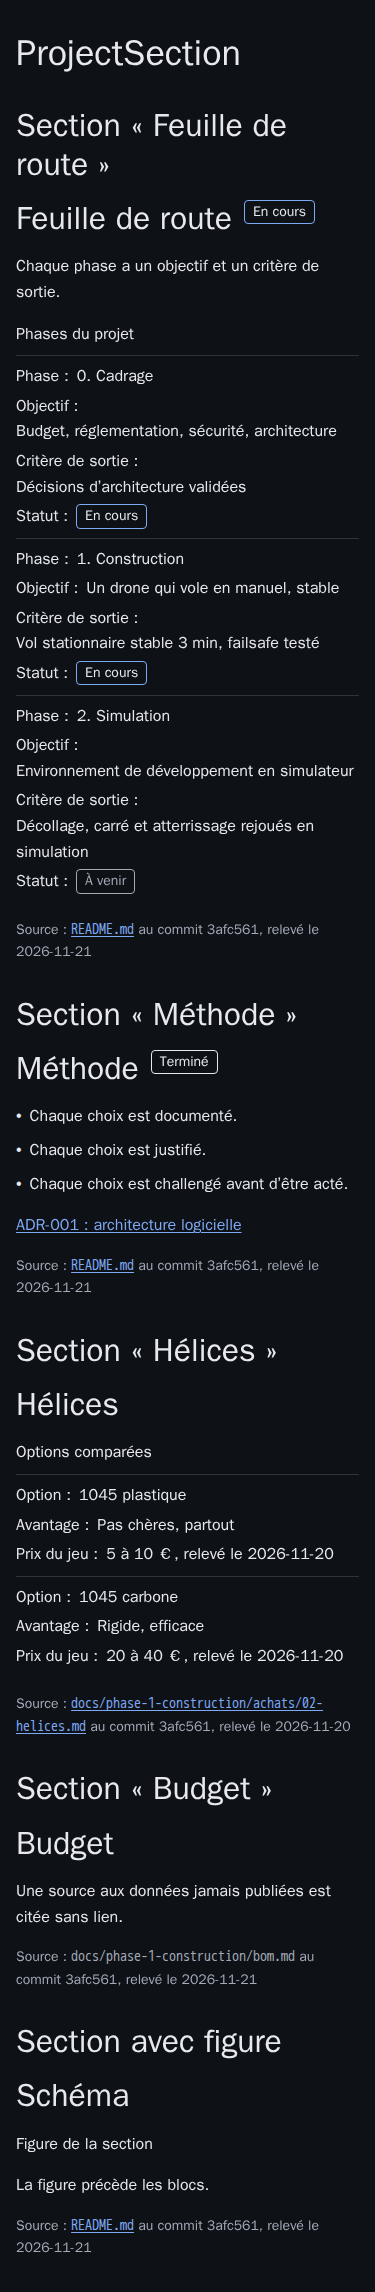 ProjectSection
Section « Feuille de
route »
Feuille de route En cours
Chaque phase a un objectif et un critère de
sortie.
Phases du projet
Phase : 0. Cadrage
Objectif :
Budget, réglementation, sécurité, architecture
Critère de sortie :
Décisions d'architecture validées
Statut : En cours
Phase : 1. Construction
Objectif : Un drone qui vole en manuel, stable
Critère de sortie :
Vol stationnaire stable 3 min, failsafe testé
Statut : En cours
Phase : 2. Simulation
Objectif :
Environnement de développement en simulateur
Critère de sortie :
Décollage, carré et atterrissage rejoués en
simulation
Statut : À venir
Source : README.md au commit 3afc561, relevé le
2026-11-21
Section « Méthode »
Méthode Terminé
• Chaque choix est documenté.
• Chaque choix est justifié.
• Chaque choix est challengé avant d'être acté.
ADR-001 : architecture logicielle
Source : README.md au commit 3afc561, relevé le
2026-11-21
Section « Hélices »
Hélices
Options comparées
Option : 1045 plastique
Avantage : Pas chères, partout
Prix du jeu : 5 à 10 €, relevé le 2026-11-20
Option : 1045 carbone
Avantage : Rigide, efficace
Prix du jeu : 20 à 40 €, relevé le 2026-11-20
Source : docs/phase-1-construction/achats/02-
helices.md au commit 3afc561, relevé le 2026-11-20
Section « Budget »
Budget
Une source aux données jamais publiées est
citée sans lien.
Source : docs/phase-1-construction/bom.md au
commit 3afc561, relevé le 2026-11-21
Section avec figure
Schéma
Figure de la section
La figure précède les blocs.
Source : README.md au commit 3afc561, relevé le
2026-11-21